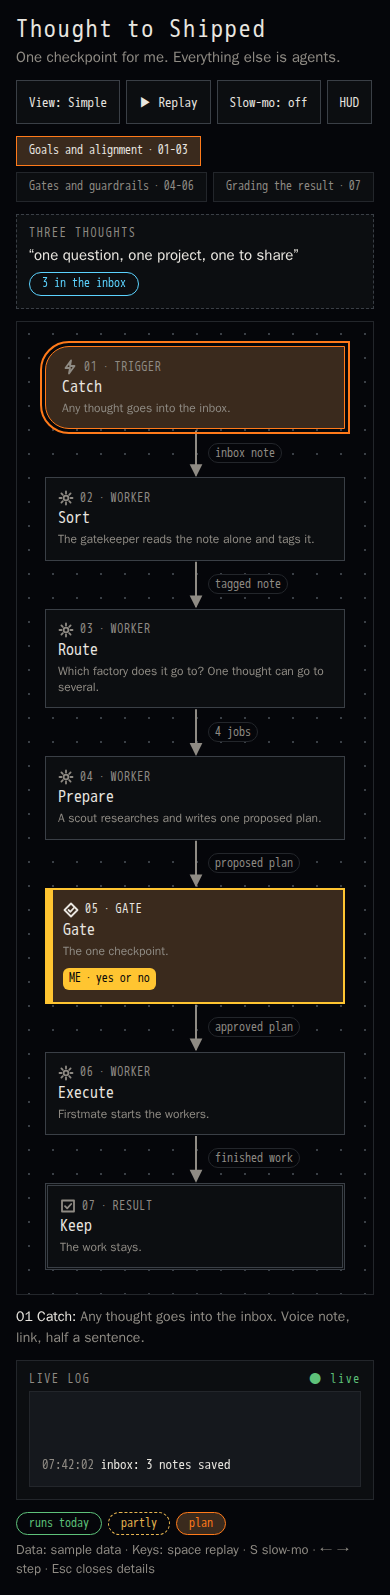 Thought to Shipped
One checkpoint for me. Everything else is agents.
View: Simple
▶ Replay
Slow-mo: off
HUD
Goals and alignment · 01-03
Gates and guardrails · 04-06
Grading the result · 07
THREE THOUGHTS
“one question, one project, one to share”
3 in the inbox
01 · TRIGGER
Catch
Any thought goes into the inbox.
inbox note
02 · WORKER
Sort
The gatekeeper reads the note alone and tags it.
tagged note
03 · WORKER
Route
Which factory does it go to? One thought can go to
several.
4 jobs
04 · WORKER
Prepare
A scout researches and writes one proposed plan.
proposed plan
05 · GATE
Gate
The one checkpoint.
ME · yes or no
approved plan
06 · WORKER
Execute
Firstmate starts the workers.
finished work
07 · RESULT
Keep
The work stays.
01 Catch: Any thought goes into the inbox. Voice note,
link, half a sentence.
LIVE LOG
● live
07:42:02 inbox: 3 notes saved
runs today
partly
plan
Data: sample data · Keys: space replay · S slow-mo · ← →
step · Esc closes details